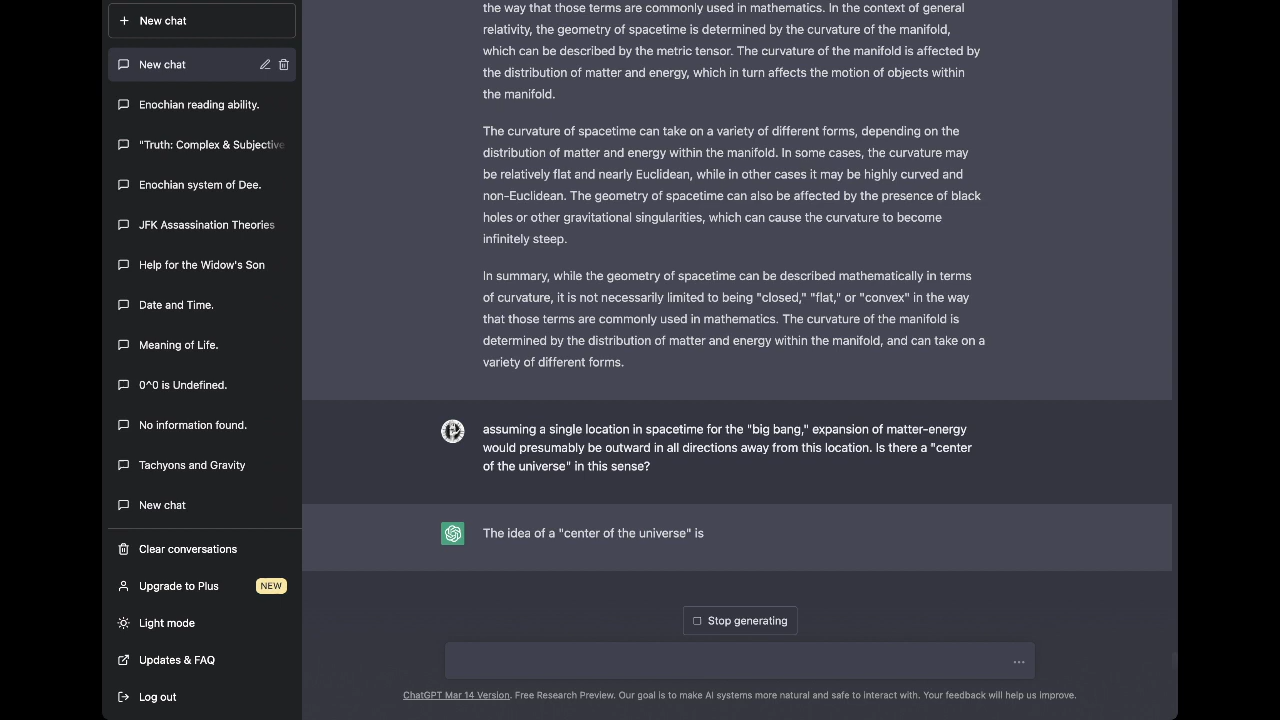 New chat
New chat
Enochian reading ability.
"Truth: Complex & Subjective
Enochian system of Dee.
JFK Assassination Theories
Help for the Widow's Son
Date and Time.
Meaning of Life.
0^0 is Undefined.
No information found.
Tachyons and Gravity
New chat
Clear conversations
Upgrade to Plus NEW
Light mode
Updates & FAQ
Log out
the way that those terms are commonly used in mathematics. In the context of general
relativity, the geometry of spacetime is determined by the curvature of the manifold,
which can be described by the metric tensor. The curvature of the manifold is affected by
the distribution of matter and energy, which in turn affects the motion of objects within
the manifold.
The curvature of spacetime can take on a variety of different forms, depending on the
distribution of matter and energy within the manifold. In some cases, the curvature may
be relatively flat and nearly Euclidean, while in other cases it may be highly curved and
non-Euclidean. The geometry of spacetime can also be affected by the presence of black
holes or other gravitational singularities, which can cause the curvature to become
infinitely steep.
In summary, while the geometry of spacetime can be described mathematically in terms
of curvature, it is not necessarily limited to being "closed," "flat," or "convex" in the way
that those terms are commonly used in mathematics. The curvature of the manifold is
determined by the distribution of matter and energy within the manifold, and can take on a
variety of different forms.
assuming a single location in spacetime for the "big bang," expansion of matter-energy
would presumably be outward in all directions away from this location. Is there a "center
of the universe" in this sense?
The idea of a "center of the universe" is
Stop generating
ChatGPT Mar 14 Version. Free Research Preview. Our goal is to make AI systems more natural and safe to interact with. Your feedback will help us improve.